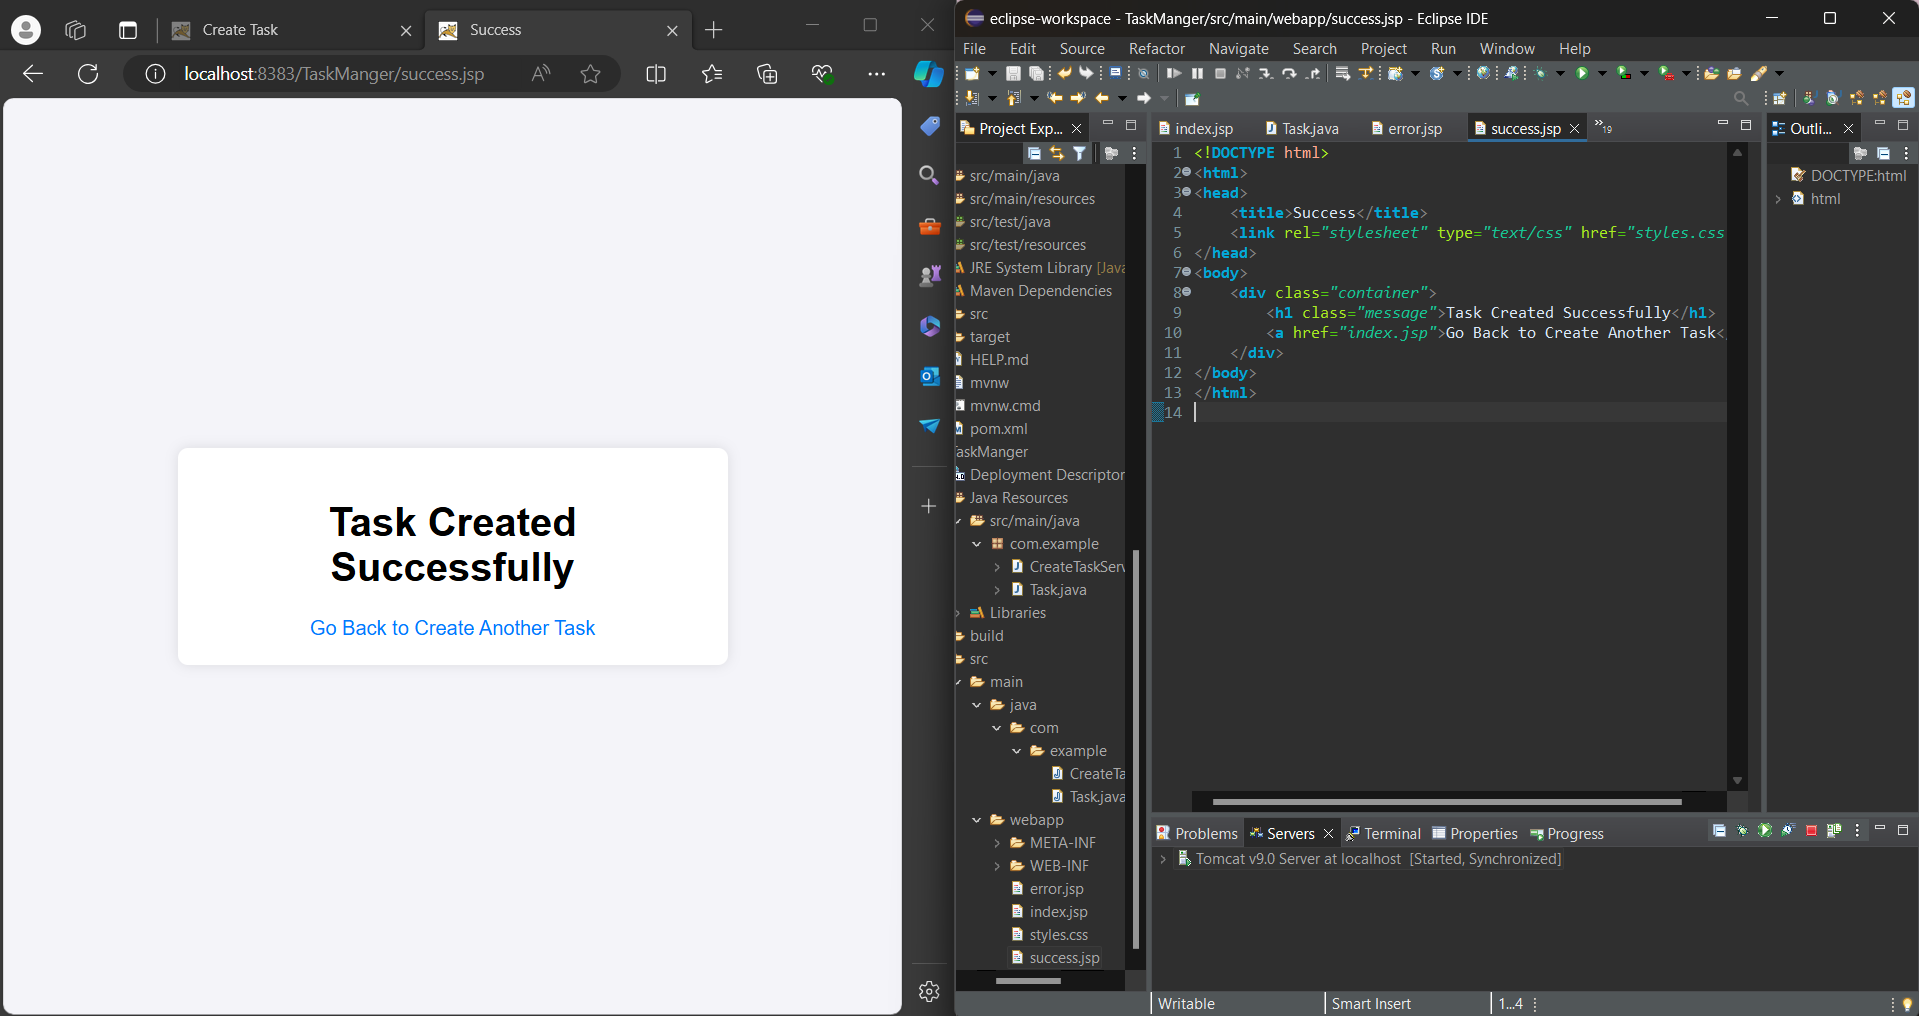 Create Task
Success
localhost:8383/TaskManger/success.jsp
Task Created
Successfully
Go Back to Create Another Task
eclipse-workspace - TaskManger/src/main/webapp/success.jsp - Eclipse IDE
File Edit Source Refactor Navigate Search Project Run Window Help
Project Exp...
src/main/java
src/main/resources
src/test/java
src/test/resources
JRE System Library [Java
Maven Dependencies
src
target
HELP.md
mvnw
mvnw.cmd
pom.xml
askManger
Deployment Descriptor
Java Resources
src/main/java
com.example
CreateTaskServ
Task.java
Libraries
build
src
main
java
com
example
CreateTa
Task.java
webapp
META-INF
WEB-INF
error.jsp
index.jsp
styles.css
success.jsp
index.jsp Task.java error.jsp success.jsp »19
1 <!DOCTYPE html>
2 <html>
3 <head>
4 <title>Success</title>
5 <link rel="stylesheet" type="text/css" href="styles.css
6 </head>
7 <body>
8 <div class="container">
9 <h1 class="message">Task Created Successfully</h1>
10 <a href="index.jsp">Go Back to Create Another Task<
11 </div>
12 </body>
13 </html>
14
Outli...
DOCTYPE:html
html
Problems Servers Terminal Properties Progress
Tomcat v9.0 Server at localhost [Started, Synchronized]
Writable Smart Insert 1...4